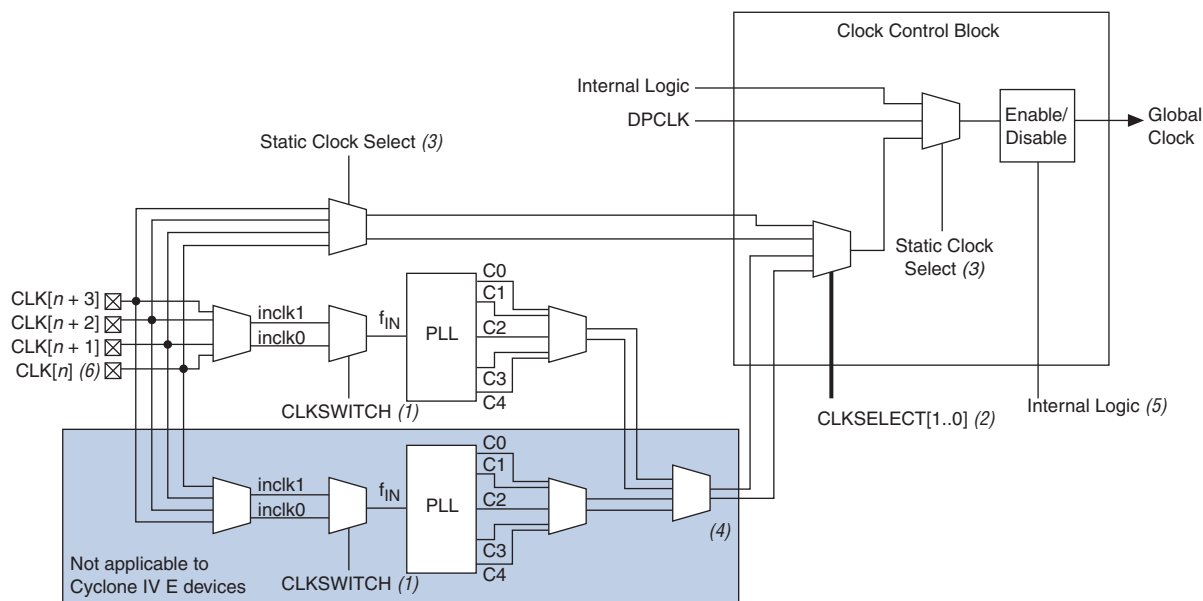 Clock Control Block
Internal Logic
DPCLK
Enable/
Disable
Global
Clock
Static Clock Select (3)
Static Clock
Select (3)
CLK[n + 3]
CLK[n + 2]
CLK[n + 1]
CLK[n] (6)
inclk1
inclk0
fIN
PLL
C0
C1
C2
C3
C4
CLKSWITCH (1)
CLKSELECT[1..0] (2)
Internal Logic (5)
inclk1
inclk0
fIN
PLL
C0
C1
C2
C3
C4
(4)
CLKSWITCH (1)
Not applicable to
Cyclone IV E devices